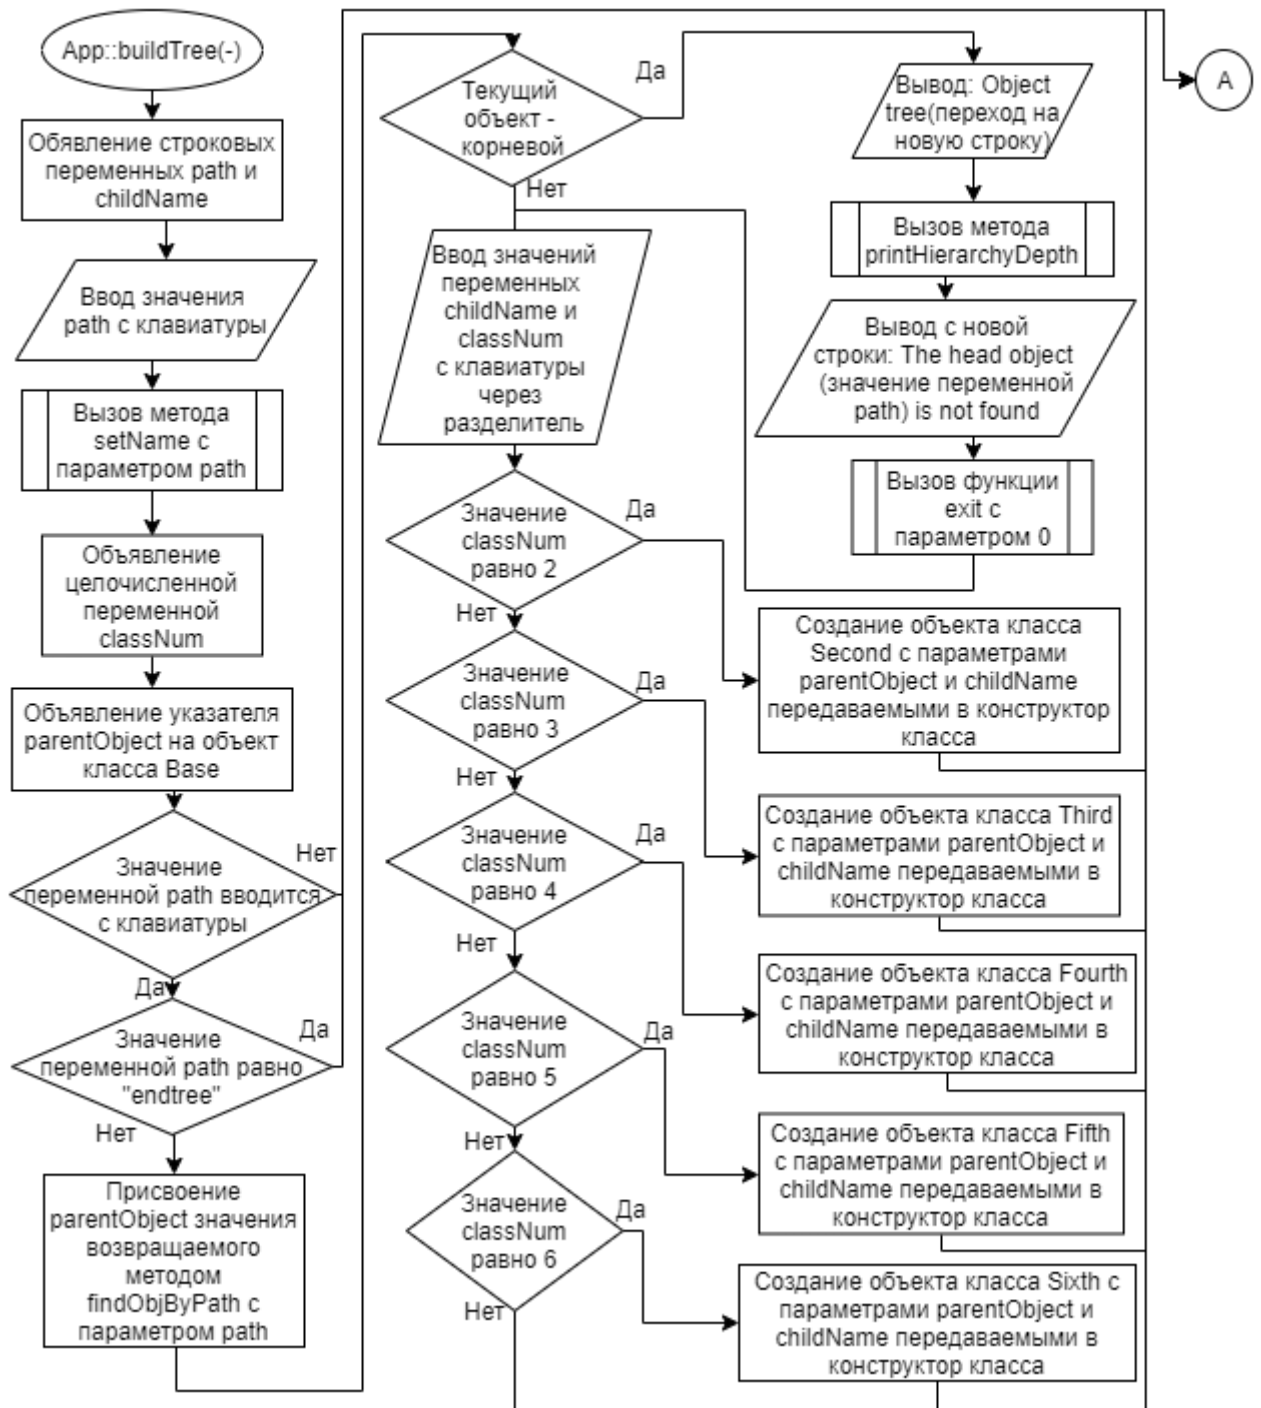 App::buildTree(-)
Обявление строковых
переменных path и
childName
Ввод значения
path с клавиатуры
Вызов метода
setName с
параметром path
Объявление
целочисленной
переменной
classNum
Объявление указателя
parentObject на объект
класса Base
Значение
переменной path вводится
с клавиатуры
Нет
Да
Значение
переменной path равно
"endtree"
Да
Нет
Присвоение
parentObject значения
возвращаемого
методом
findObjByPath с
параметром path
Текущий
объект -
корневой
Да
Нет
Ввод значений
переменных
childName и
classNum
с клавиатуры
через
разделитель
Значение
classNum
равно 2
Да
Нет
Значение
classNum
равно 3
Да
Нет
Значение
classNum
равно 4
Да
Нет
Значение
classNum
равно 5
Да
Нет
Значение
classNum
равно 6
Да
Нет
Вывод: Object
tree(переход на
новую строку)
Вызов метода
printHierarchyDepth
Вывод с новой
строки: The head object
(значение переменной
path) is not found
Вызов функции
exit с
параметром 0
Создание объекта класса
Second с параметрами
parentObject и childName
передаваемыми в конструктор
класса
Создание объекта класса Third
с параметрами parentObject и
childName передаваемыми в
конструктор класса
Создание объекта класса Fourth
с параметрами parentObject и
childName передаваемыми в
конструктор класса
Создание объекта класса Fifth
с параметрами parentObject и
childName передаваемыми в
конструктор класса
Создание объекта класса Sixth с
параметрами parentObject и
childName передаваемыми в
конструктор класса
A